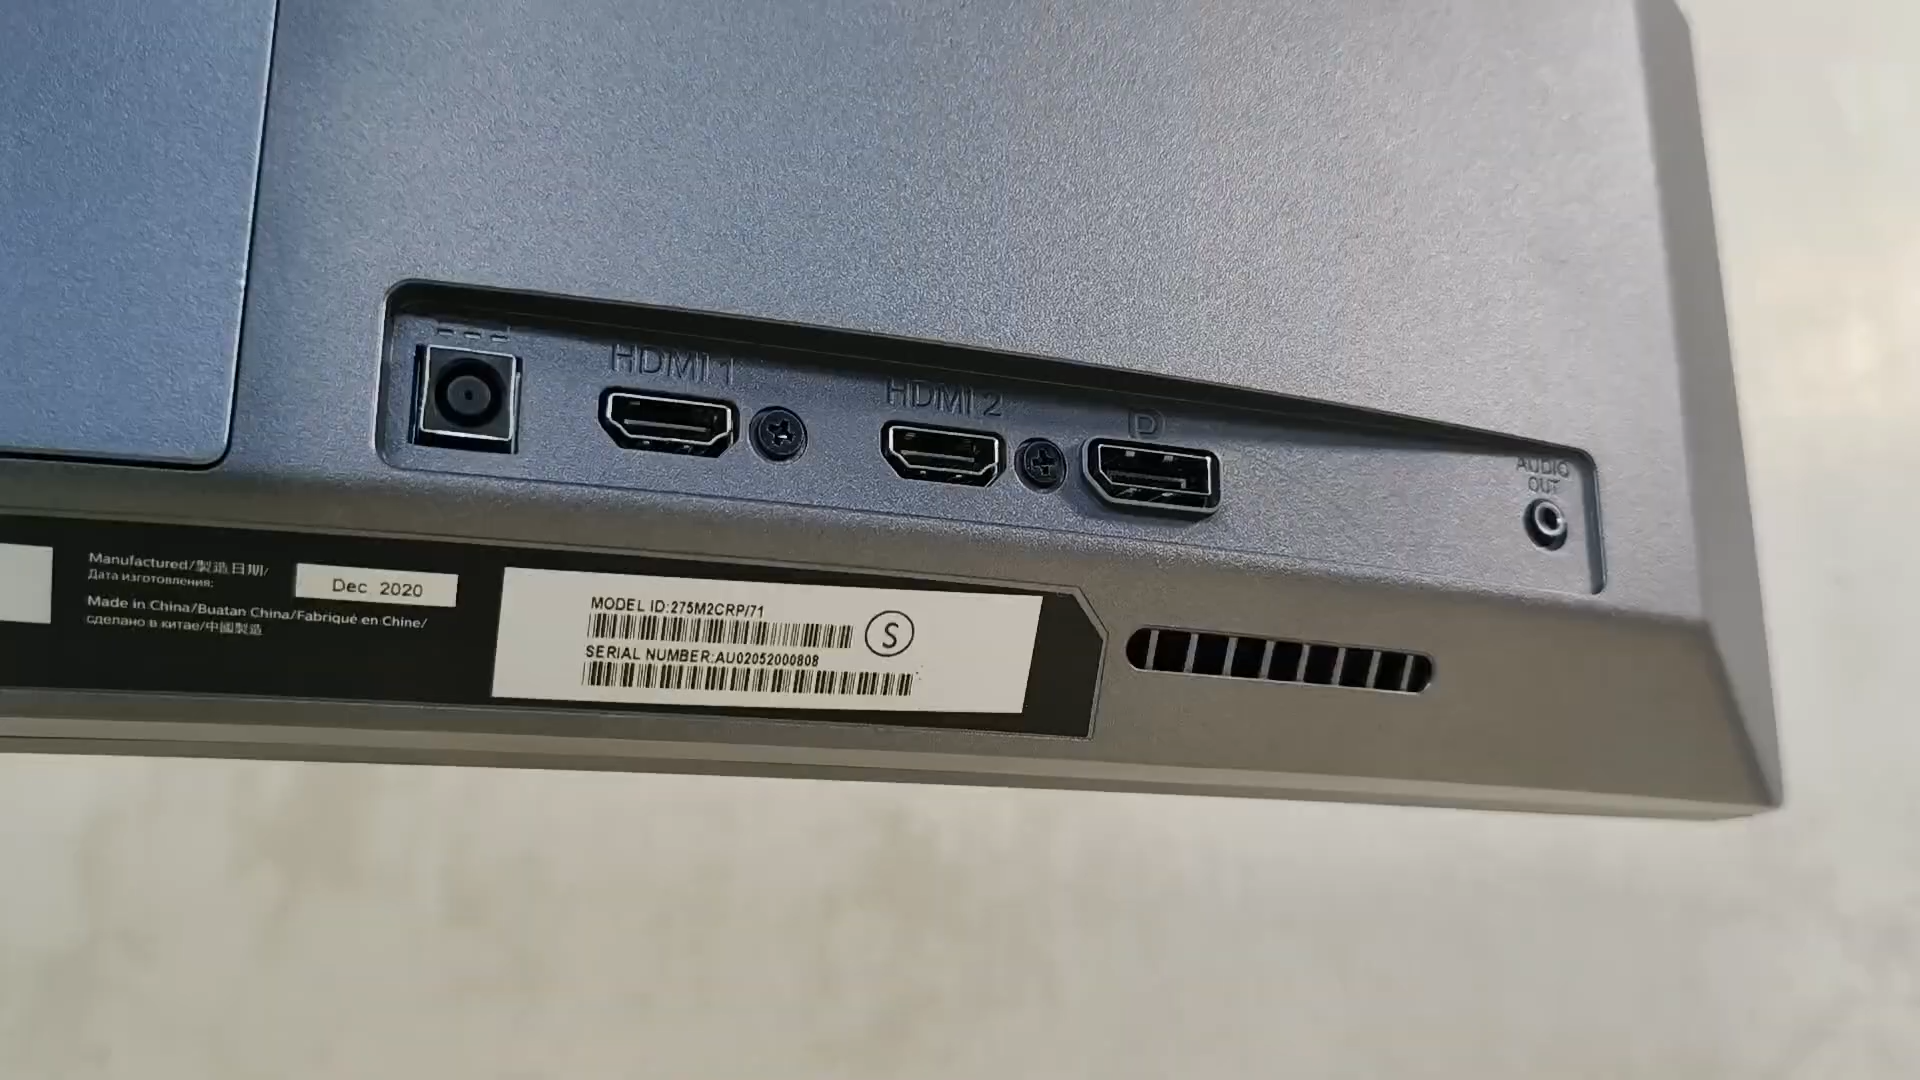 HDMI 1
HDMI 2
AUDIO
OUT
Manufactured/製造日期/
Дата изготовления:
Dec. 2020
Made in China/Buatan China/Fabriqué en Chine/
сделано в китае/中國製造
MODEL ID:275M2CRP/71
S
SERIAL NUMBER:AU02052000808